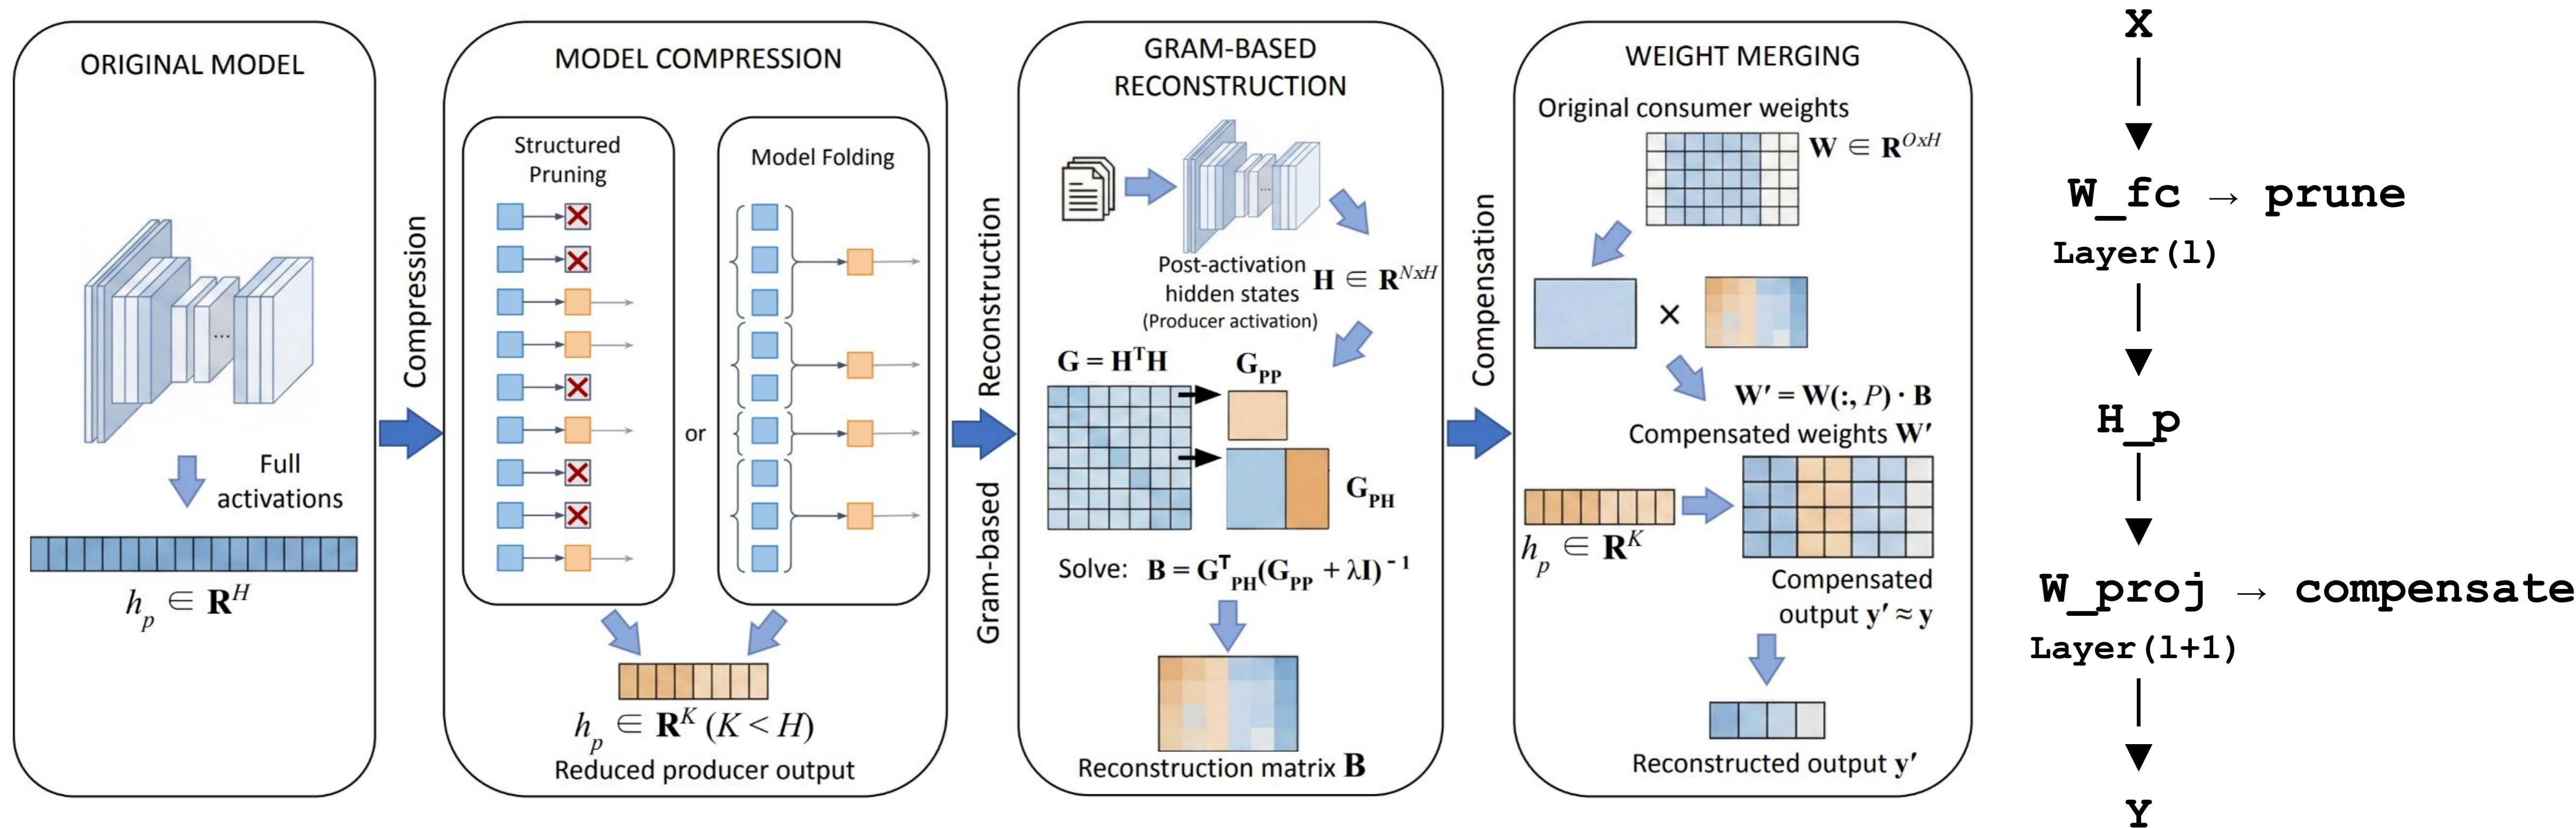 ORIGINAL MODEL
...
Full
activations
h_p ∈ R^H
Compression
MODEL COMPRESSION
Structured
Pruning
Model Folding
or
h_p ∈ R^K (K < H)
Reduced producer output
Gram-based Reconstruction
GRAM-BASED
RECONSTRUCTION
...
Post-activation
hidden states
(Producer activation)
H ∈ R^{NxH}
G = H^T H
G_PP
G_PH
Solve: B = G^T_PH (G_PP + λI)^{-1}
Reconstruction matrix B
Compensation
WEIGHT MERGING
Original consumer weights
W ∈ R^{OxH}
×
W′ = W(:, P) · B
Compensated weights W′
h_p ∈ R^K
Compensated
output y′ ≈ y
Reconstructed output y′
X
W_fc → prune
Layer(l)
H_p
W_proj → compensate
Layer(l+1)
Y